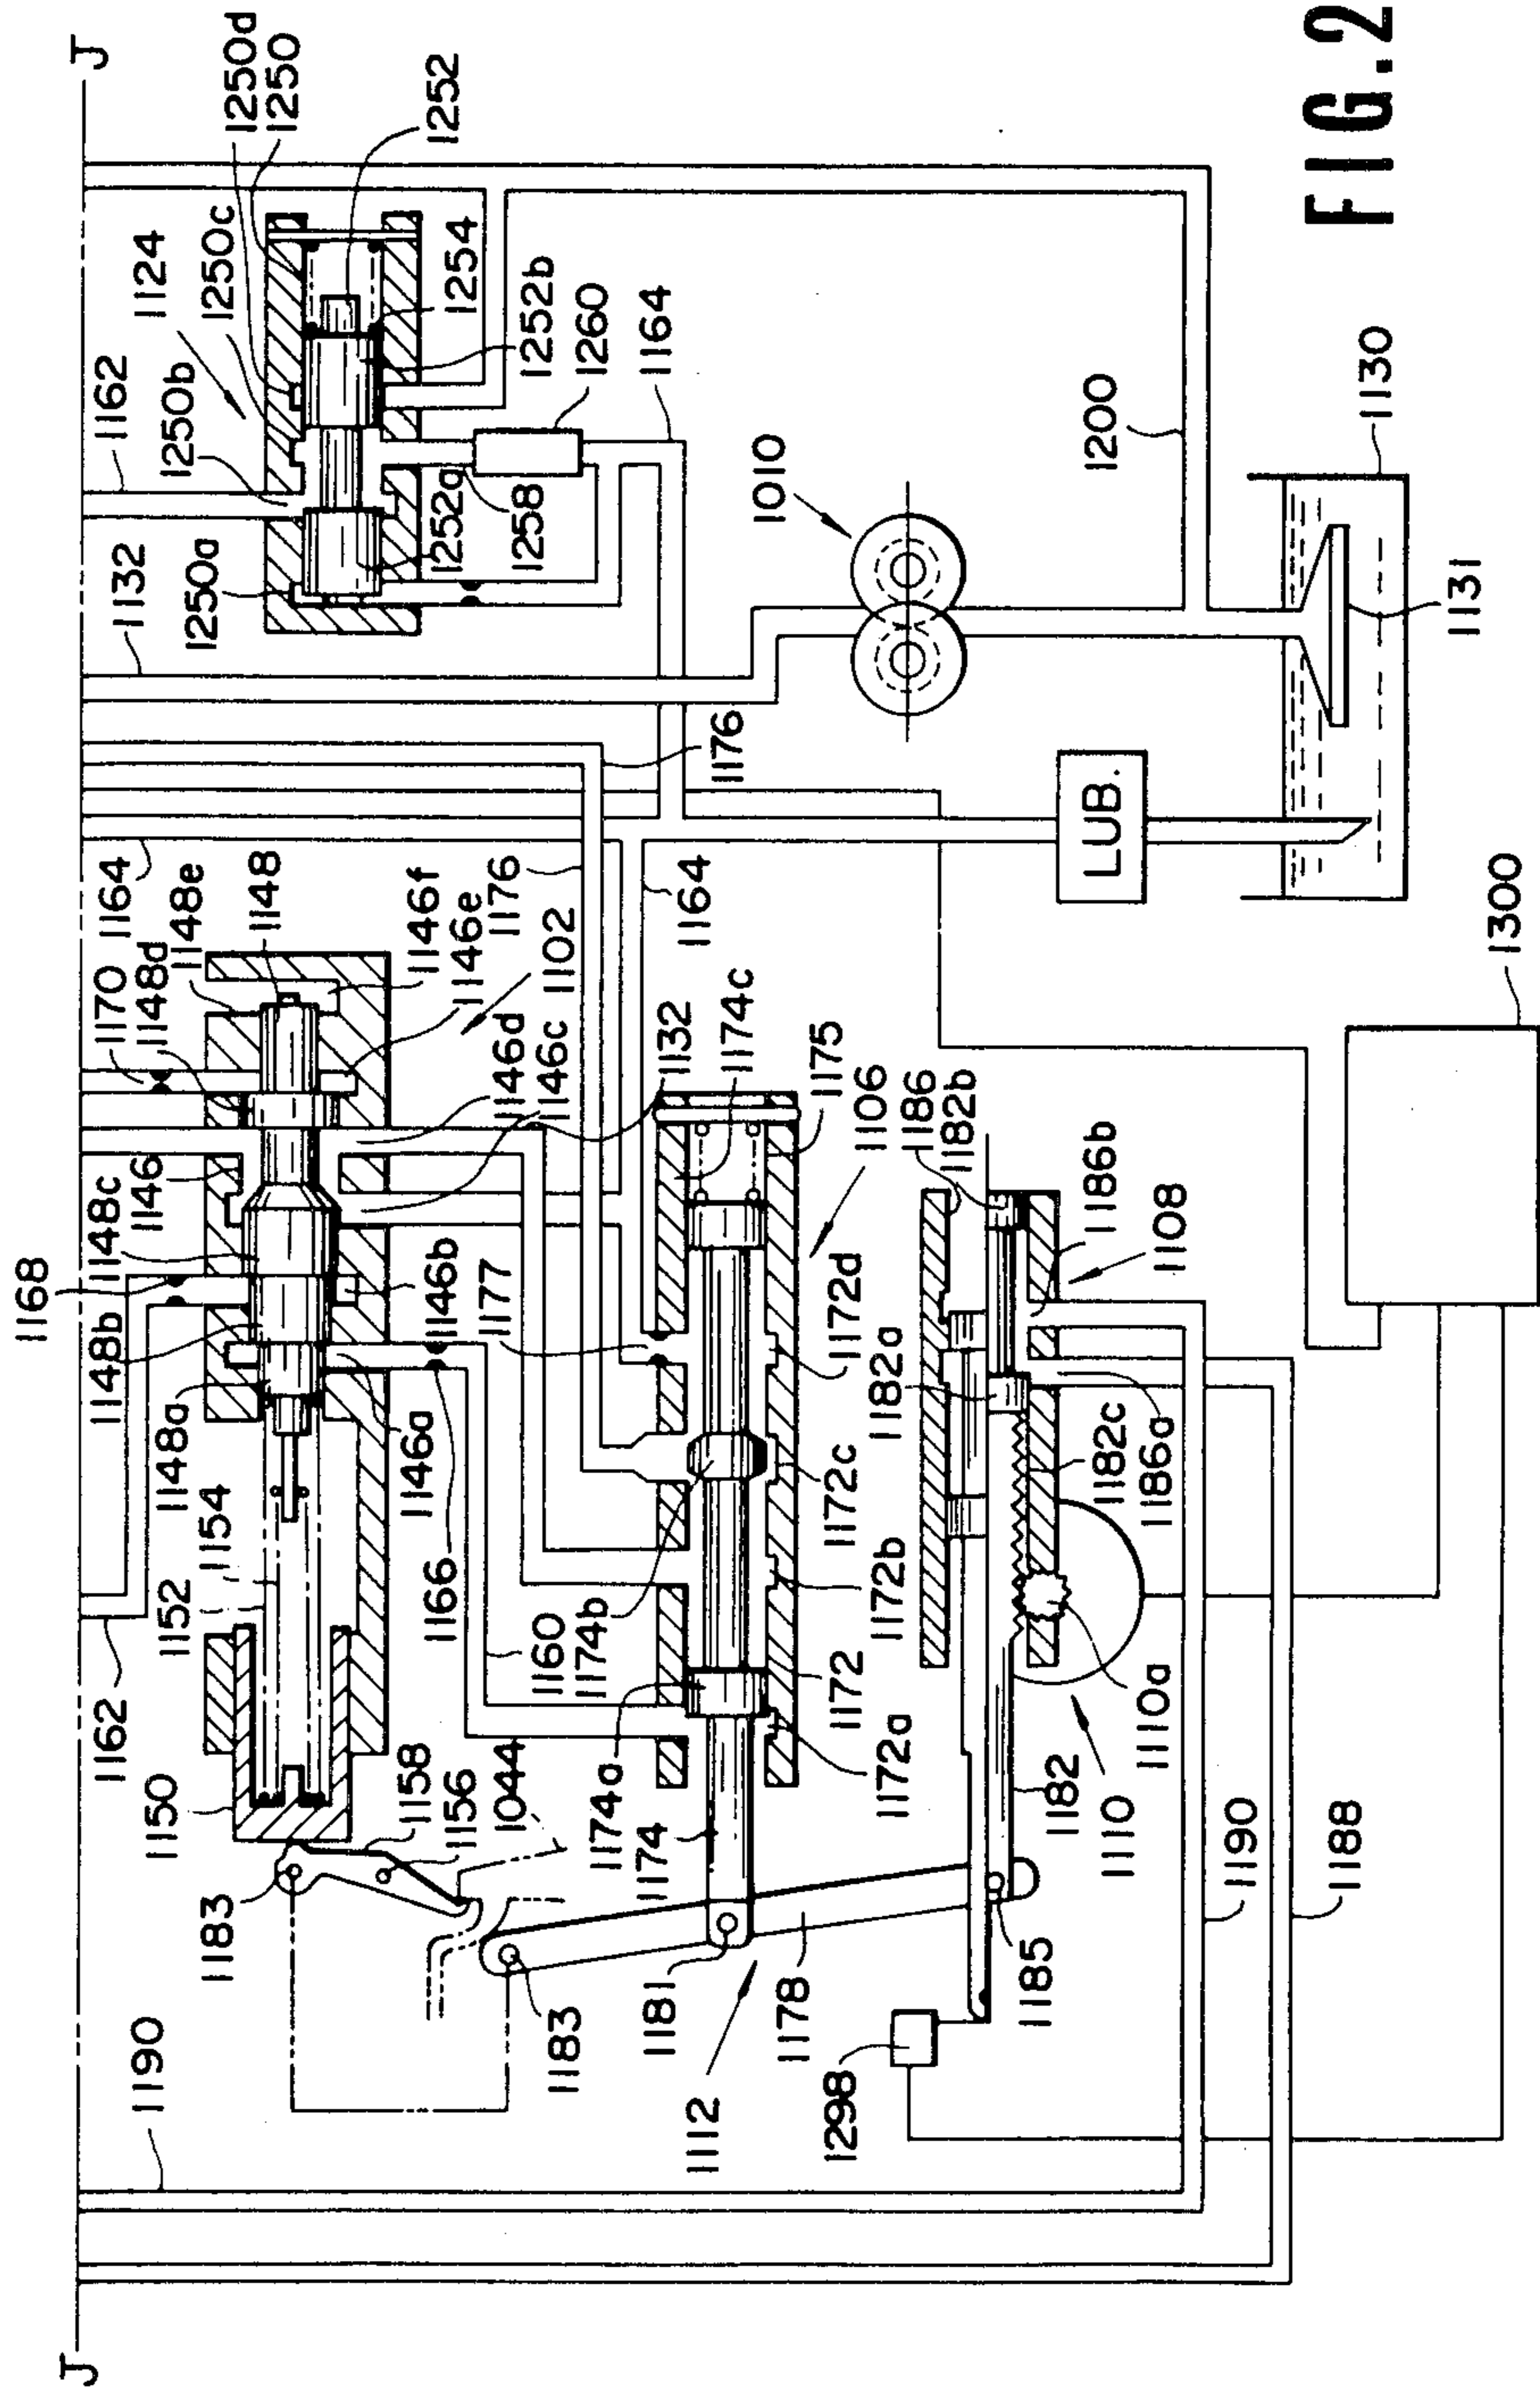 J
J
FIG.2
1190
1162
1168
1164
1132
1162
1170
1148d
1148e
1148
1146f
1146e
1176
1102
1146d
1146c
1146
1148c
1148b
1148a
1154
1152
1150
1158
1156
1044
1183
1183
1146b
1177
1146a
1166
1160
1250a
1250b
1124
1250c
1250d
1250
1252
1254
1252b
1260
1164
1252a
1258
1176
1164
1132
1174c
1175
1106
1174b
1174a
1174
1172a
1172
1172b
1172c
1172d
1181
1112
1178
1185
1298
1182
1110
1110a
1182c
1186a
1182a
1182b
1186
1186b
1108
1190
1188
1010
1200
LUB.
1130
1131
1300